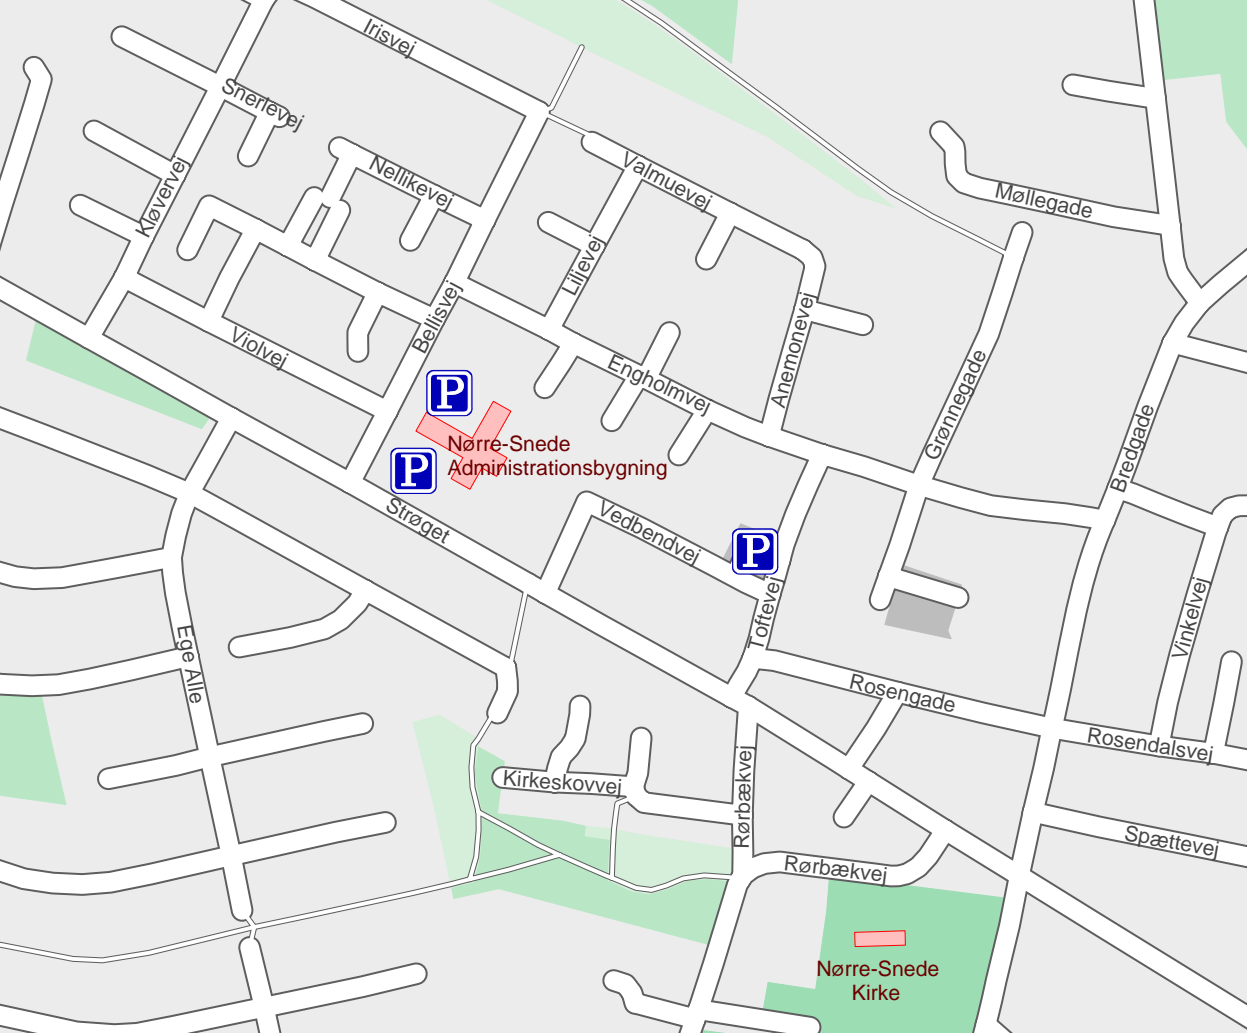 Irisvej
Snerlevej
Kløvervej
Nellikevej
Valmuevej
Møllegade
Liljevej
Bellisvej
Violvej
Anemonevej
Engholmvej
Grønnegade
Bredgade
P
Nørre-Snede
Administrationsbygning
P
Strøget
Vedbendvej
P
Toftevej
Vinkelvej
Ege Alle
Rosengade
Rosendalsvej
Kirkeskovvej
Rørbækvej
Rørbækvej
Spættevej
Nørre-Snede
Kirke